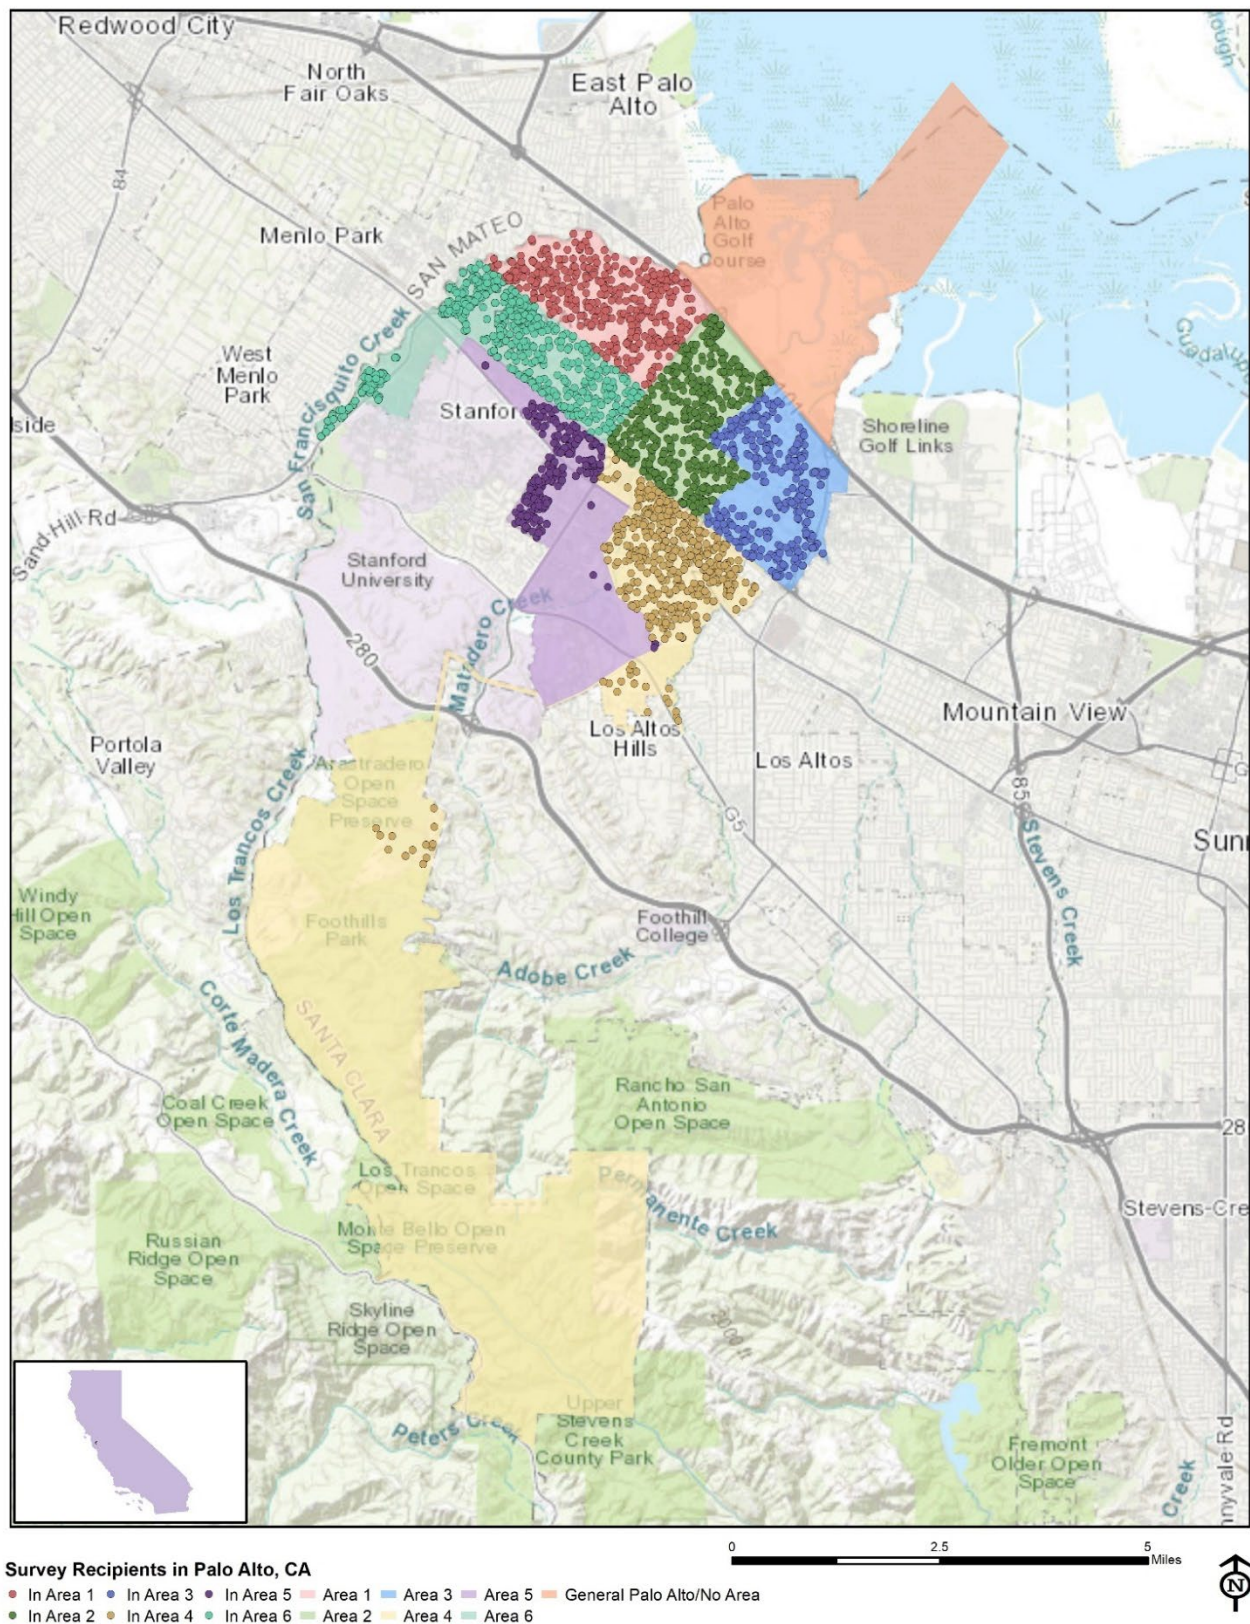 Redwood City
North
Fair Oaks
East Palo
Alto
84
Menlo Park
SAN MATEO
Palo
Alto
Golf
Course
West
Menlo
Park
San Francisquito Creek
Shoreline
Golf Links
Sand Hill Rd
Stanford
University
280
Matadero Creek
Portola
Valley
Los Altos
Hills
Los Altos
Mountain View
Arastradero
Open
Space
Preserve
Los Trancos Creek
G5
85
Stevens Creek
Windy
Hill Open
Space
Foothills
Park
Foothill
College
Adobe Creek
SANTA CLARA
Corte Madera Creek
Coal Creek
Open Space
Rancho San
Antonio
Open Space
28
Los Trancos
Open Space
Monte Bello Open
Space Preserve
Permanente Creek
Stevens Cre
Russian
Ridge Open
Space
Skyline
Ridge Open
Space
2000 ft
Upper
Stevens
Creek
County Park
Peters Creek
Fremont
Older Open
Space
Creek
nnyvale Rd
Survey Recipients in Palo Alto, CA
In Area 1 In Area 3 In Area 5 Area 1 Area 3 Area 5 General Palo Alto/No Area
In Area 2 In Area 4 In Area 6 Area 2 Area 4 Area 6
0 2.5 5
Miles
N